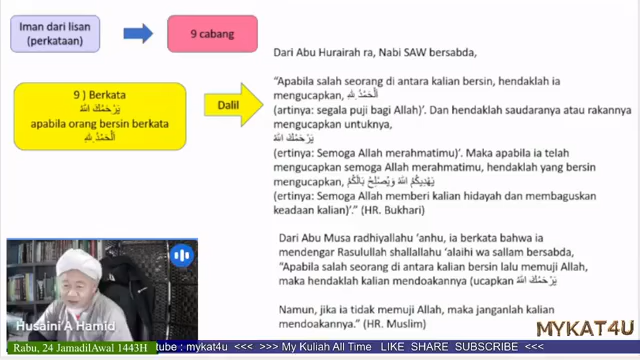 Iman dari lisan
(perkataan)
9 cabang
9 ) Berkata
يَرْحَمُكَ اللَّهُ
apabila orang bersin berkata
اَلْحَمْدُ لِلَّهِ
Dalil
Dari Abu Hurairah ra, Nabi SAW bersabda,
“Apabila salah seorang di antara kalian bersin, hendaklah ia
mengucapkan, اَلْحَمْدُ لِلَّهِ
(artinya: segala puji bagi Allah)’. Dan hendaklah saudaranya atau rakannya
mengucapkan untuknya,
يَرْحَمُكَ اللَّهُ
(ertinya: Semoga Allah merahmatimu)’. Maka apabila ia telah
mengucapkan semoga Allah merahmatimu, hendaklah yang bersin
mengucapkan, يَهْدِيكُمُ اللَّهُ وَيُصْلِحُ بَالَكُمْ
(ertinya: Semoga Allah memberi kalian hidayah dan membaguskan
keadaan kalian)’.” (HR. Bukhari)
Dari Abu Musa radhiyallahu ‘anhu, ia berkata bahwa ia
mendengar Rasulullah shallallahu ‘alaihi wa sallam bersabda,
“Apabila salah seorang di antara kalian bersin lalu memuji Allah,
maka hendaklah kalian mendoakannya (ucapkan يَرْحَمُكَ اللَّهُ
Namun, jika ia tidak memuji Allah, maka janganlah kalian
mendoakannya.” (HR. Muslim)
Husaini A Hamid
MYKAT4U
Rabu, 24 JamadilAwal 1443H
tube : mykat4u <<< >>> My Kuliah All Time LIKE SHARE SUBSCRIBE <<<